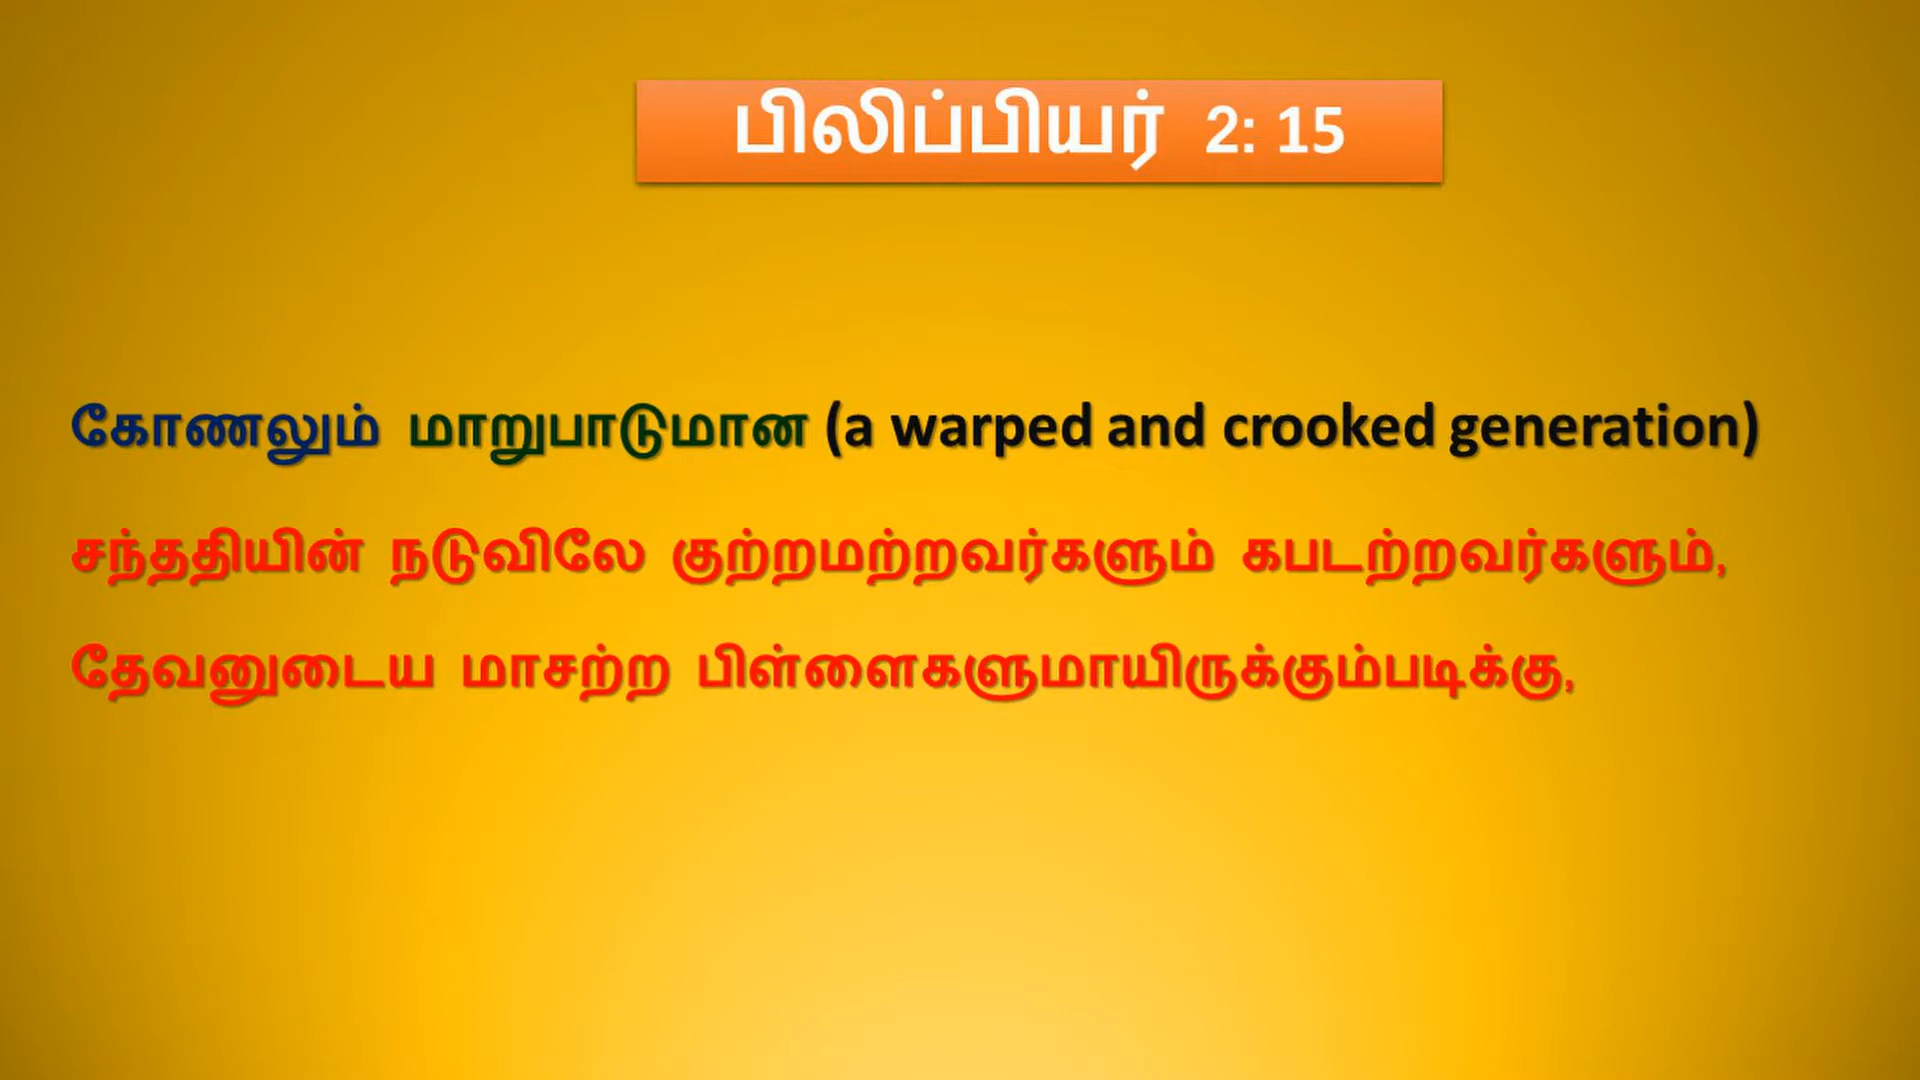 பிலிப்பியர் 2: 15
கோணலும் மாறுபாடுமான (a warped and crooked generation)
சந்ததியின் நடுவிலே குற்றமற்றவர்களும் கபடற்றவர்களும்,
தேவனுடைய மாசற்ற பிள்ளைகளுமாயிருக்கும்படிக்கு,